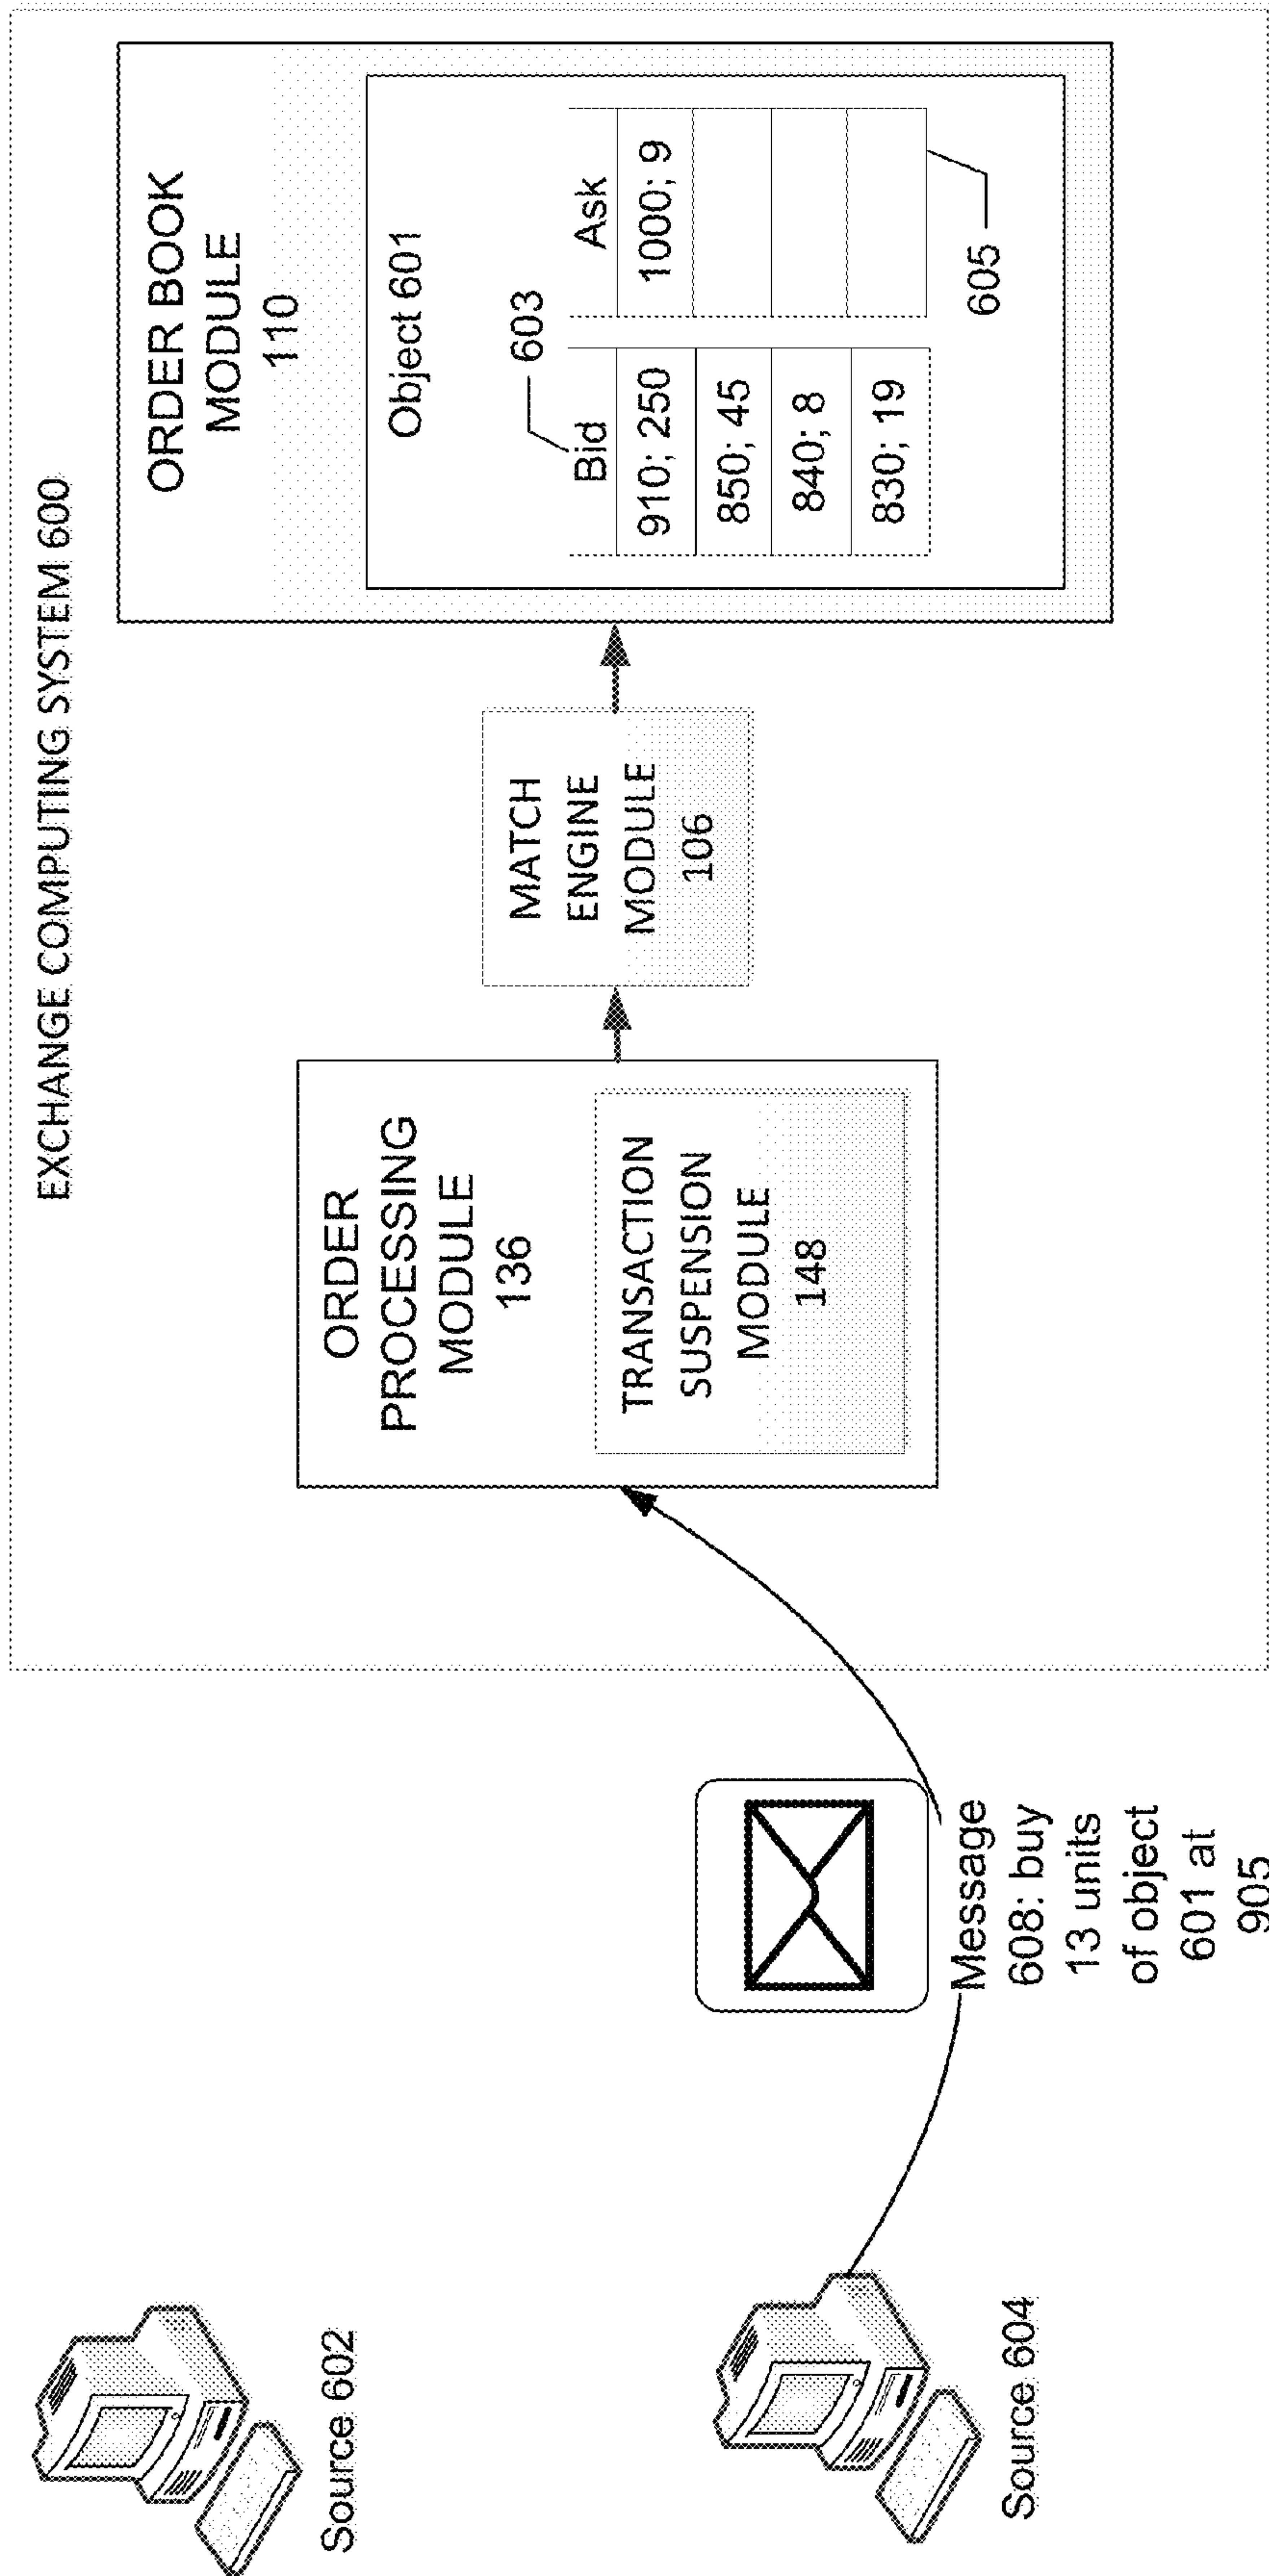 EXCHANGE COMPUTING SYSTEM 600
Source 602
Source 604
Message
608: buy
13 units
of object
601 at
905
ORDER
PROCESSING
MODULE
136
TRANSACTION
SUSPENSION
MODULE
148
MATCH
ENGINE
MODULE
106
ORDER BOOK
MODULE
110
Object 601
603
Bid
Ask
910; 250
1000; 9
850; 45
840; 8
830; 19
605